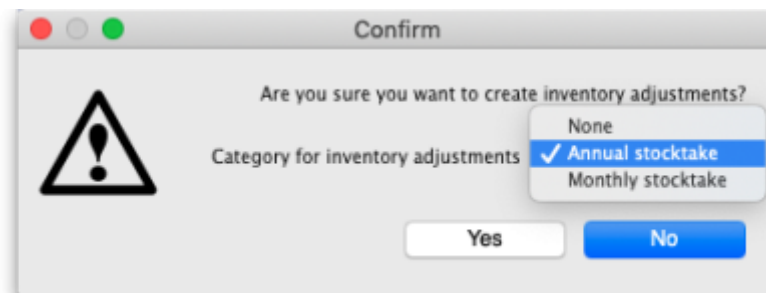 Confirm
Are you sure you want to create inventory adjustments?
None
Category for inventory adjustments ✓ Annual stocktake
Monthly stocktake
Yes No